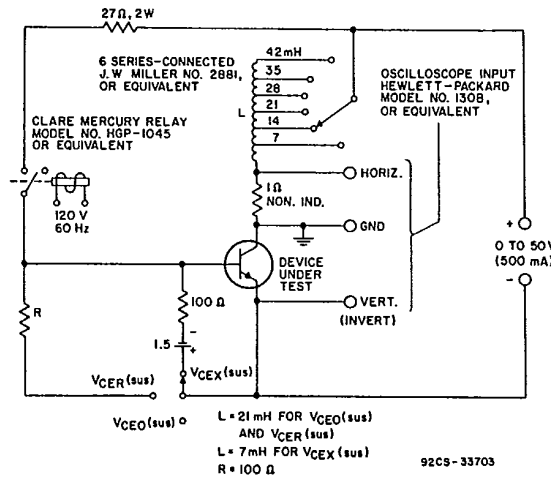 27Ω, 2W
6 SERIES-CONNECTED
J.W MILLER NO. 2881,
OR EQUIVALENT
42mH
35
28
21
L
14
7
OSCILLOSCOPE INPUT
HEWLETT-PACKARD
MODEL NO. 130B,
OR EQUIVALENT
CLARE MERCURY RELAY
MODEL NO. HGP-1045
OR EQUIVALENT
120 V
60 Hz
1Ω
NON. IND.
HORIZ.
GND
+
0 TO 50V
(500 mA)
-
DEVICE
UNDER
TEST
VERT.
(INVERT)
R
100 Ω
-
1.5
+
VCER(sus)
VCEX(sus)
VCEO(sus)
L = 21 mH FOR VCEO(sus)
AND VCER(sus)
L = 7mH FOR VCEX(sus)
R = 100 Ω
92CS-33703